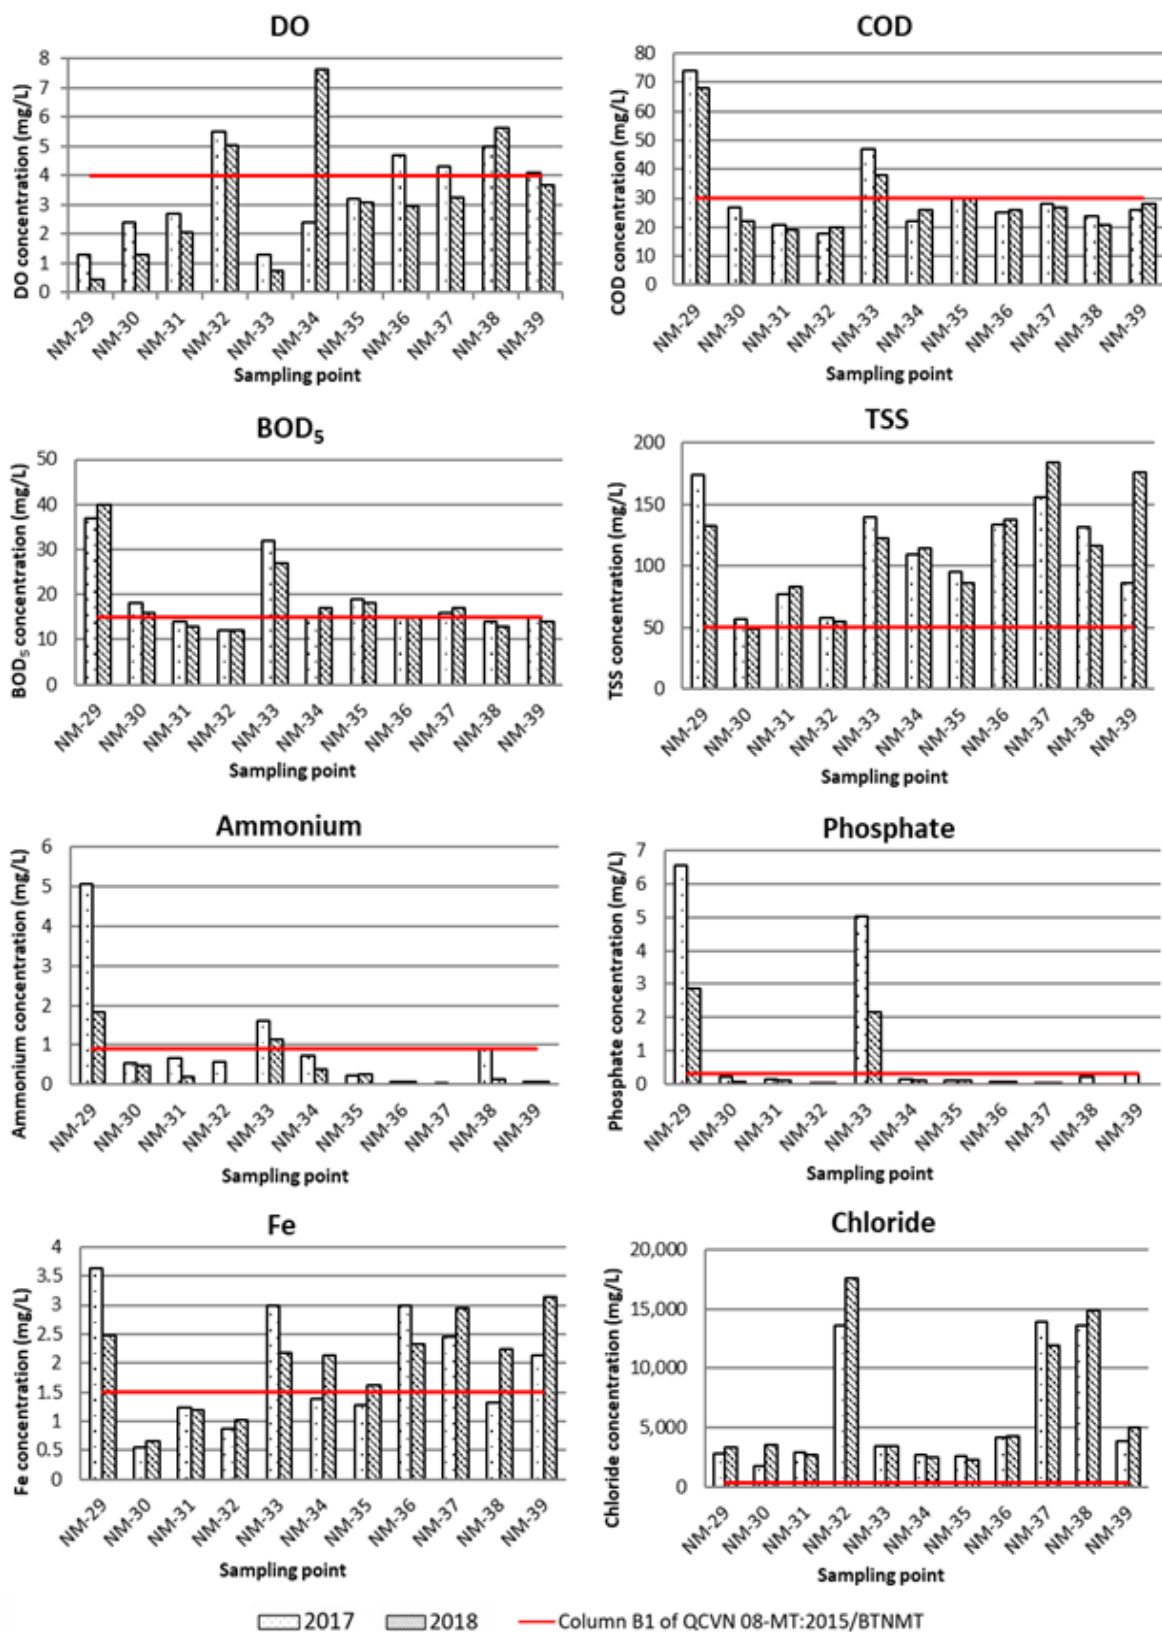 DO
DO concentration (mg/L)
8
7
6
5
4
3
2
1
0
NM-29 NM-30 NM-31 NM-32 NM-33 NM-34 NM-35 NM-36 NM-37 NM-38 NM-39
Sampling point
COD
COD concentration (mg/L)
80
70
60
50
40
30
20
10
0
NM-29 NM-30 NM-31 NM-32 NM-33 NM-34 NM-35 NM-36 NM-37 NM-38 NM-39
Sampling point
BOD₅
BOD₅ concentration (mg/L)
50
40
30
20
10
0
NM-29 NM-30 NM-31 NM-32 NM-33 NM-34 NM-35 NM-36 NM-37 NM-38 NM-39
Sampling point
TSS
TSS concentration (mg/L)
200
150
100
50
0
NM-29 NM-30 NM-31 NM-32 NM-33 NM-34 NM-35 NM-36 NM-37 NM-38 NM-39
Sampling point
Ammonium
Ammonium concentration (mg/L)
6
5
4
3
2
1
0
NM-29 NM-30 NM-31 NM-32 NM-33 NM-34 NM-35 NM-36 NM-37 NM-38 NM-39
Sampling point
Phosphate
Phosphate concentration (mg/L)
7
6
5
4
3
2
1
0
NM-29 NM-30 NM-31 NM-32 NM-33 NM-34 NM-35 NM-36 NM-37 NM-38 NM-39
Sampling point
Fe
Fe concentration (mg/L)
4
3.5
3
2.5
2
1.5
1
0.5
0
NM-29 NM-30 NM-31 NM-32 NM-33 NM-34 NM-35 NM-36 NM-37 NM-38 NM-39
Sampling point
Chloride
Chloride concentration (mg/L)
20,000
15,000
10,000
5,000
0
NM-29 NM-30 NM-31 NM-32 NM-33 NM-34 NM-35 NM-36 NM-37 NM-38 NM-39
Sampling point
2017 2018 Column B1 of QCVN 08-MT:2015/BTNMT